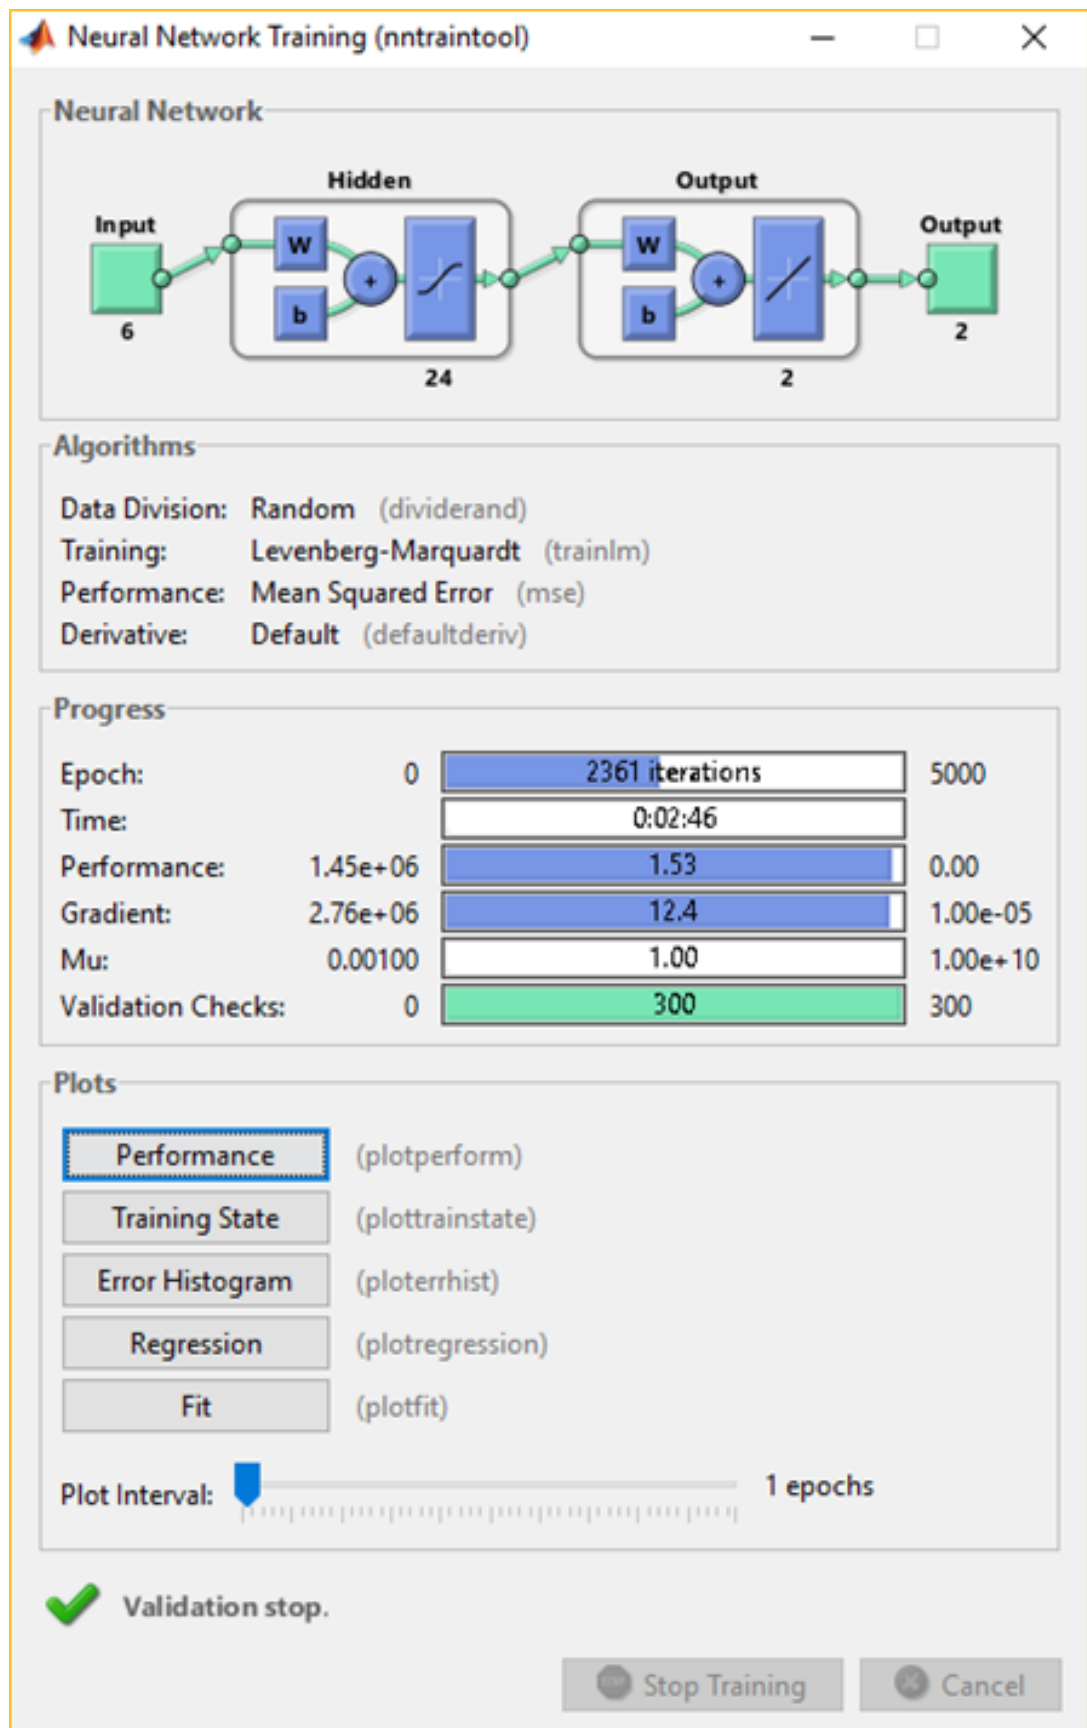 Neural Network Training (nntraintool)
Neural Network
Hidden Output
Input Output
W W
+ +
b b
6 2
24 2
Algorithms
Data Division: Random (dividerand)
Training: Levenberg-Marquardt (trainlm)
Performance: Mean Squared Error (mse)
Derivative: Default (defaultderiv)
Progress
Epoch: 0 2361 iterations 5000
Time: 0:02:46
Performance: 1.45e+06 1.53 0.00
Gradient: 2.76e+06 12.4 1.00e-05
Mu: 0.00100 1.00 1.00e+10
Validation Checks: 0 300 300
Plots
Performance (plotperform)
Training State (plottrainstate)
Error Histogram (ploterrhist)
Regression (plotregression)
Fit (plotfit)
Plot Interval: 1 epochs
Validation stop.
Stop Training Cancel